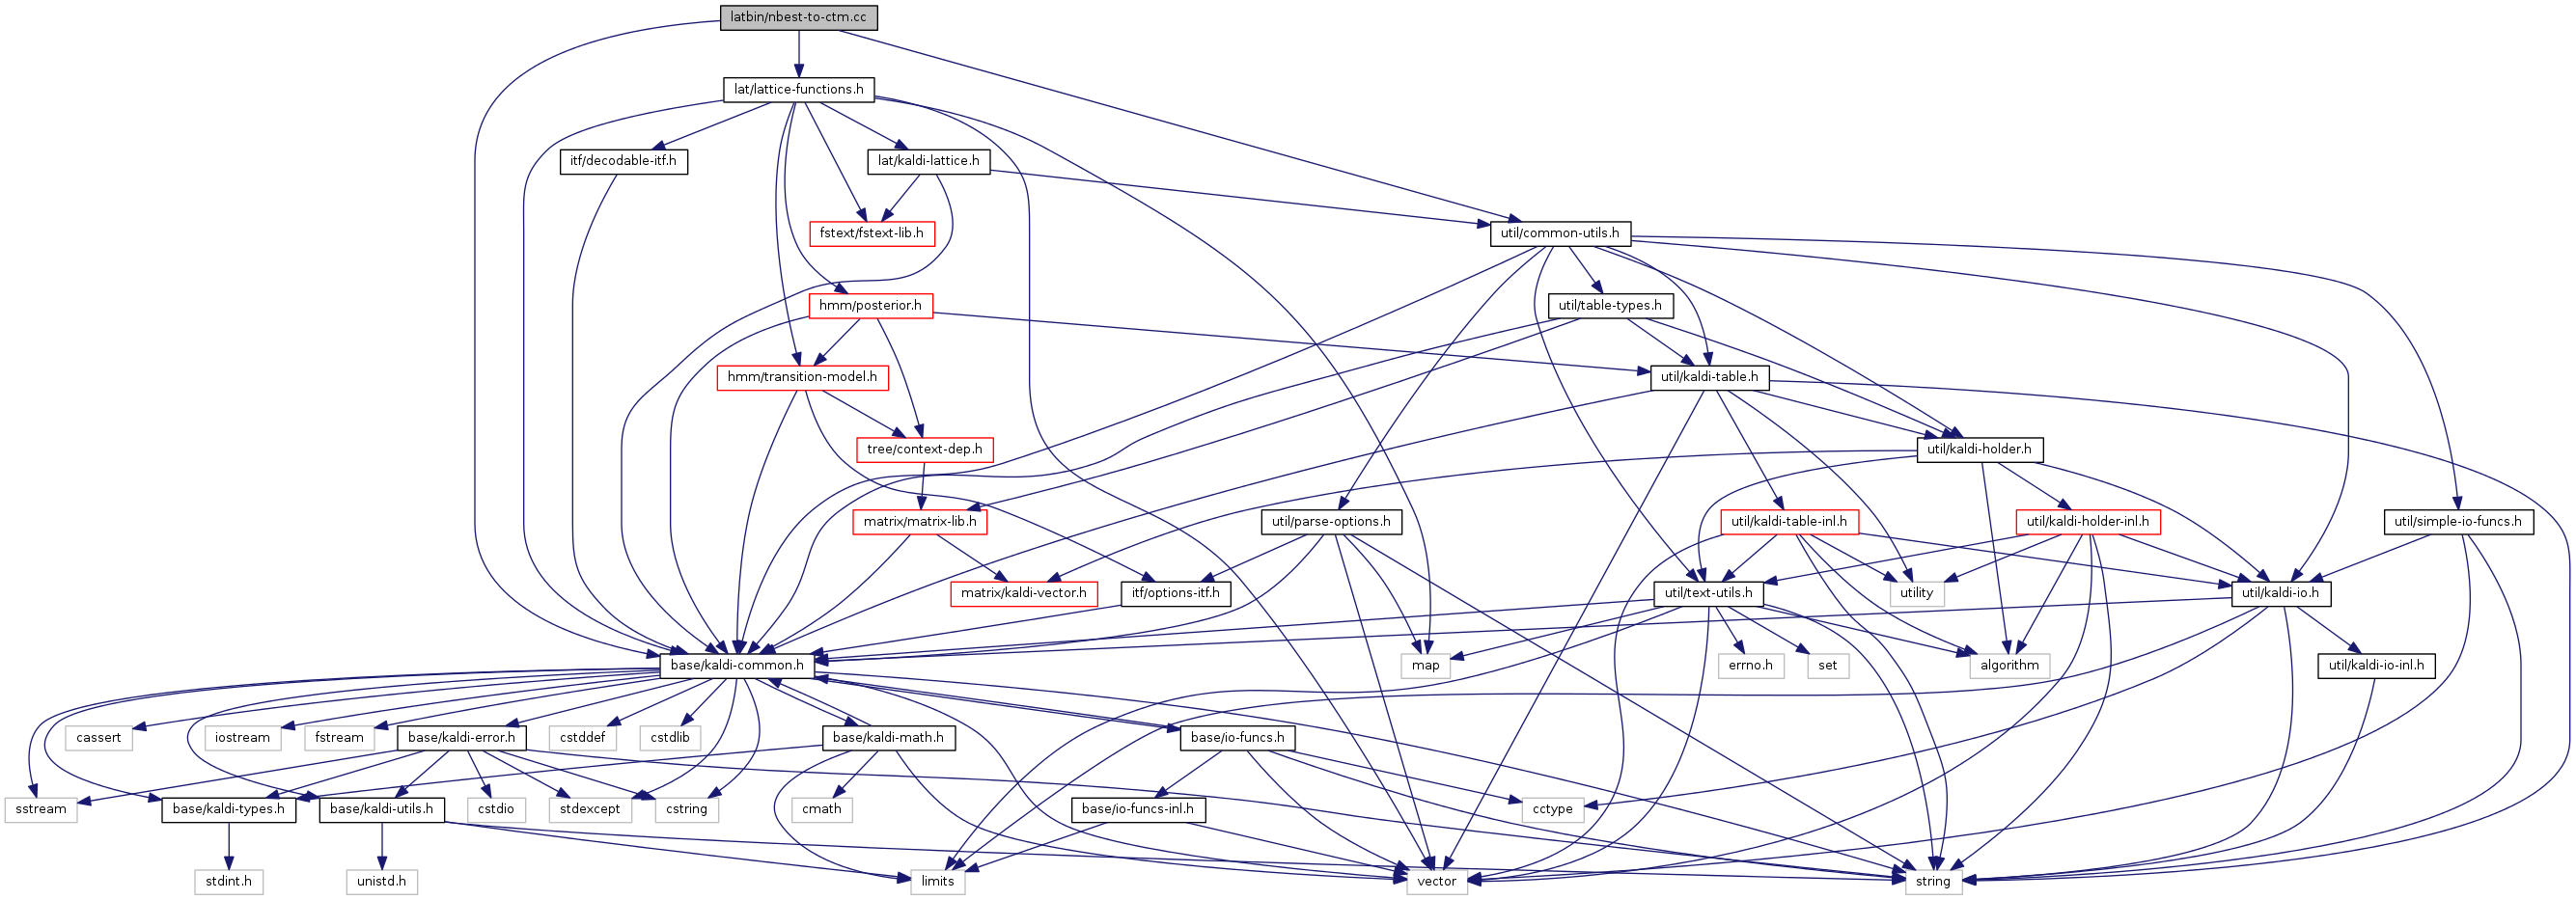 latbin/nbest-to-ctm.cc
lat/lattice-functions.h
itf/decodable-itf.h
lat/kaldi-lattice.h
fstext/fstext-lib.h
util/common-utils.h
hmm/posterior.h
util/table-types.h
hmm/transition-model.h
util/kaldi-table.h
tree/context-dep.h
util/kaldi-holder.h
matrix/matrix-lib.h
util/parse-options.h
util/kaldi-table-inl.h
util/kaldi-holder-inl.h
util/simple-io-funcs.h
matrix/kaldi-vector.h
itf/options-itf.h
util/text-utils.h
utility
util/kaldi-io.h
base/kaldi-common.h
map
errno.h
set
algorithm
util/kaldi-io-inl.h
cassert
iostream
fstream
base/kaldi-error.h
cstddef
cstdlib
base/kaldi-math.h
base/io-funcs.h
sstream
base/kaldi-types.h
base/kaldi-utils.h
cstdio
stdexcept
cstring
cmath
base/io-funcs-inl.h
cctype
stdint.h
unistd.h
limits
vector
string